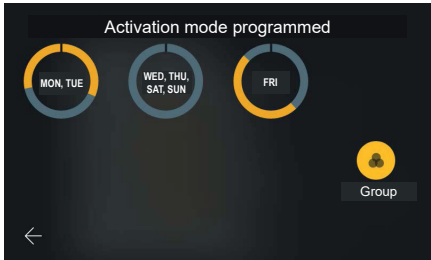 Activation mode programmed
MON, TUE
WED, THU,
SAT, SUN
FRI
Group